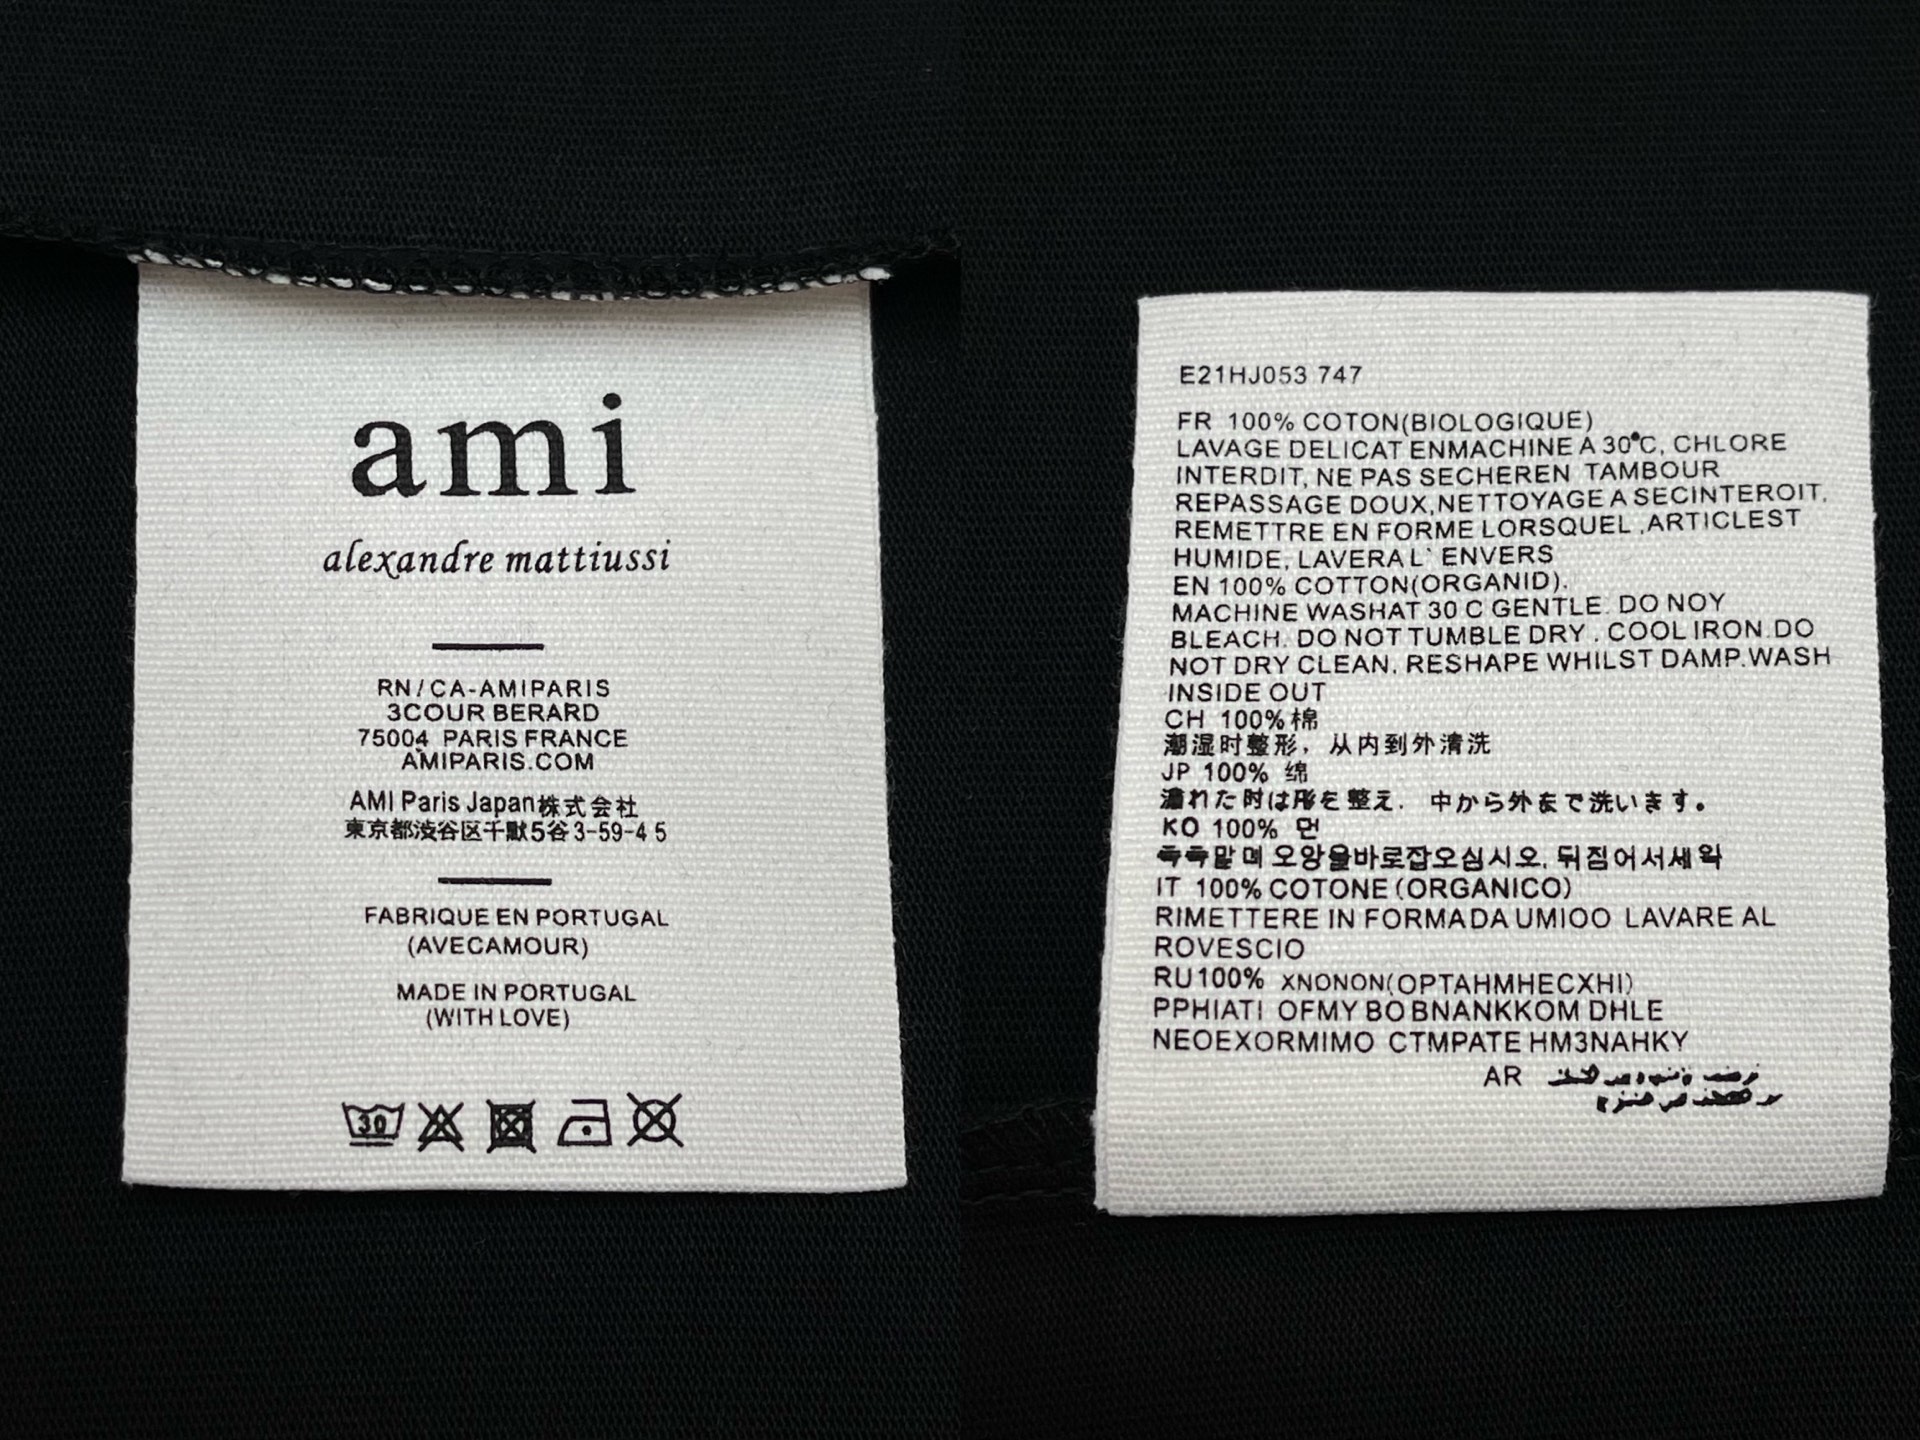 ami
alexandre mattiussi
RN/CA-AMIPARIS
3COUR BERARD
75004 PARIS FRANCE
AMIPARIS.COM
AMI Paris Japan株式会社
東京都渋谷区千駄5谷3-59-4 5
FABRIQUE EN PORTUGAL
(AVECAMOUR)
MADE IN PORTUGAL
(WITH LOVE)
30
E21HJ053 747
FR 100% COTON(BIOLOGIQUE)
LAVAGE DELICAT ENMACHINE A 30°C, CHLORE
INTERDIT, NE PAS SECHEREN TAMBOUR
REPASSAGE DOUX,NETTOYAGE A SECINTEROIT,
REMETTRE EN FORME LORSQUEL ,ARTICLEST
HUMIDE, LAVERA L' ENVERS
EN 100% COTTON(ORGANID).
MACHINE WASHAT 30 C GENTLE. DO NOY
BLEACH. DO NOT TUMBLE DRY . COOL IRON.DO
NOT DRY CLEAN. RESHAPE WHILST DAMP.WASH
INSIDE OUT
CH 100%棉
潮湿时整形，从内到外清洗
JP 100% 绵
れた时は形を整え. 中から外まで洗いきす。
KO 100% 먼
오앙을바로잡오십시오. 뒤집어서세왁
IT 100% COTONE (ORGANICO)
RIMETTERE IN FORMADA UMIOO LAVARE AL
ROVESCIO
RU100% XNONON(OPTAHMHECXHI)
PPHIATI OFMY BO BNANKKOM DHLE
NEOEXORMIMO CTMPATE HM3NAHKY
AR